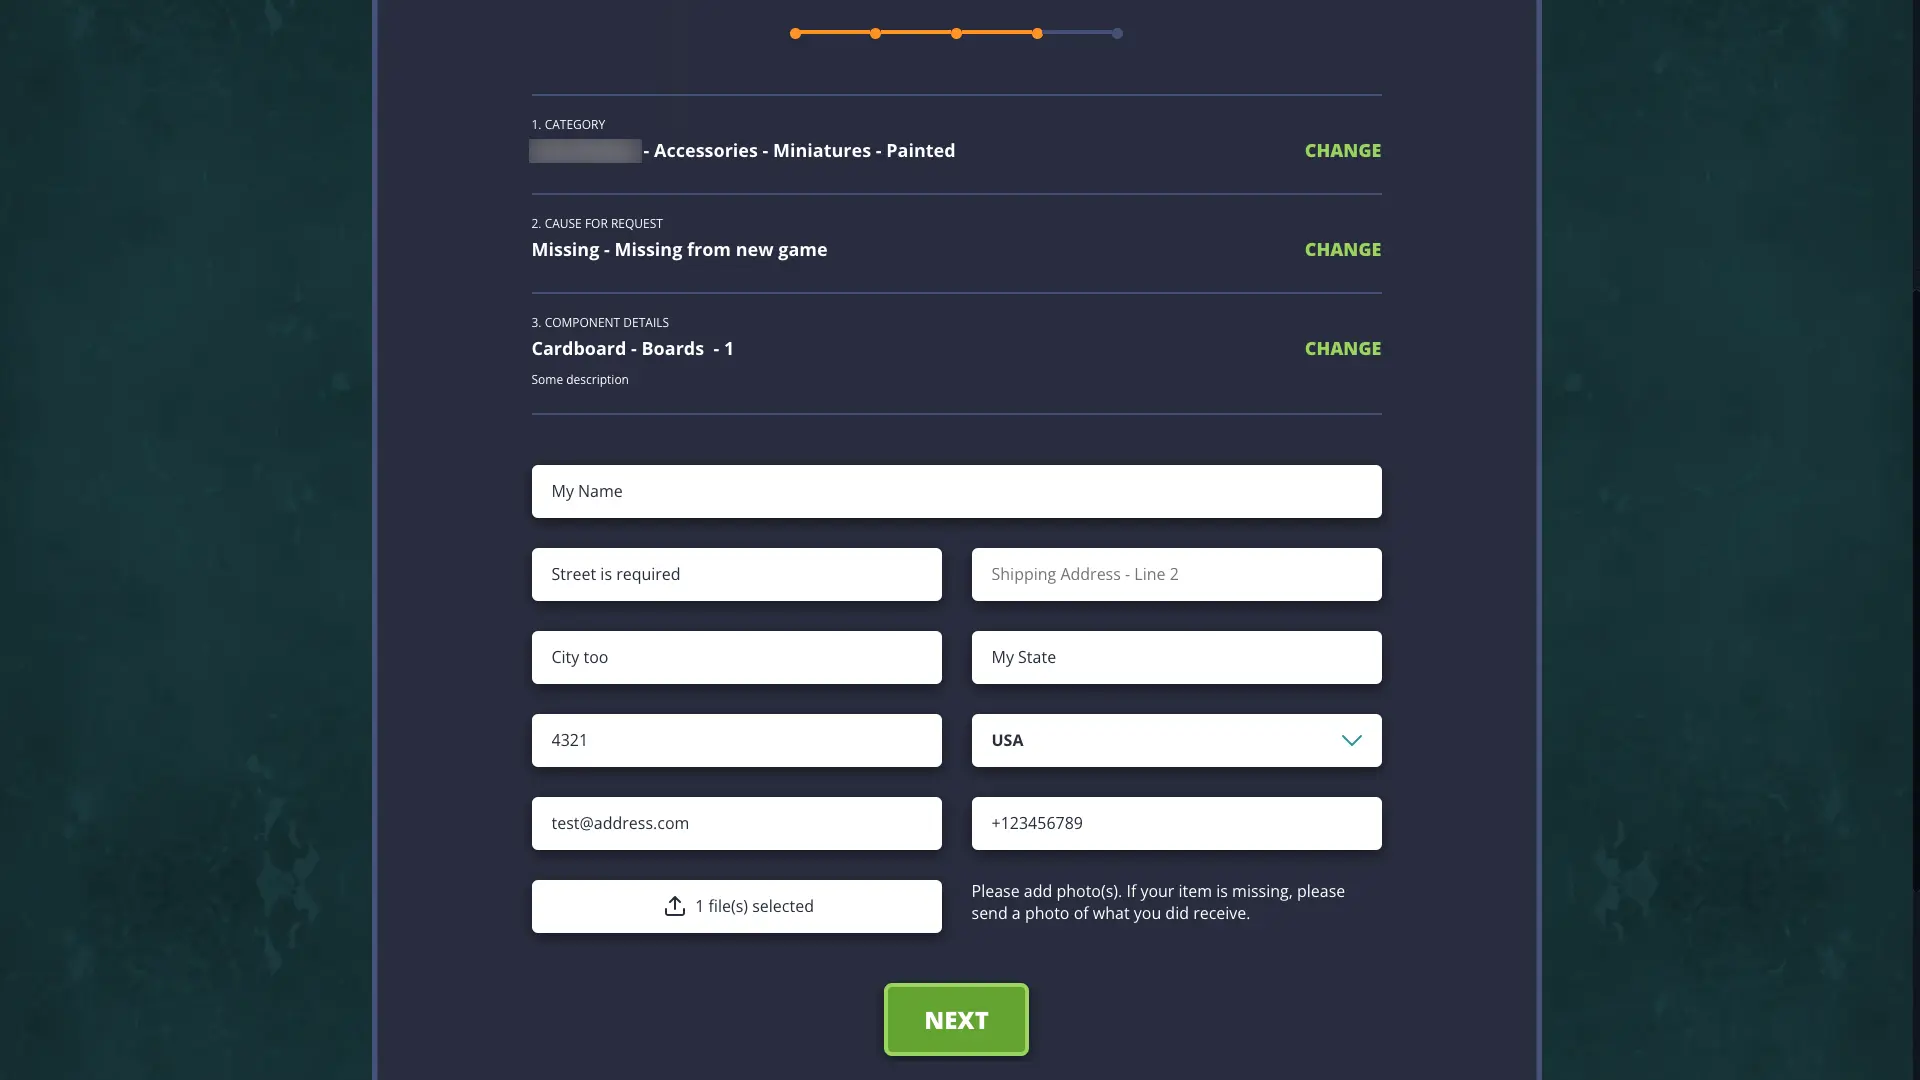 1. CATEGORY
- Accessories - Miniatures - Painted
CHANGE
2. CAUSE FOR REQUEST
Missing - Missing from new game
CHANGE
3. COMPONENT DETAILS
Cardboard - Boards  - 1
CHANGE
Some description
My Name
Street is required
Shipping Address - Line 2
City too
My State
4321
USA
test@address.com
+123456789
1 file(s) selected
Please add photo(s). If your item is missing, please
send a photo of what you did receive.
NEXT